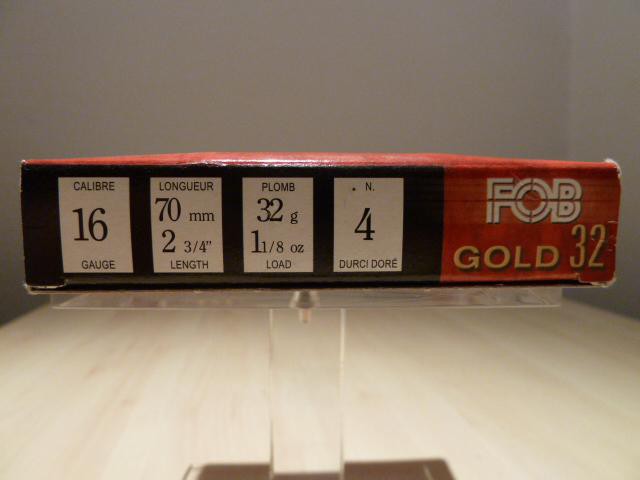 CALIBRE
16
GAUGE
LONGUEUR
70 mm
2 3/4"
LENGTH
PLOMB
32 g
1 1/8 oz
LOAD
N.
4
DURCI DORÉ
FOB
GOLD 32